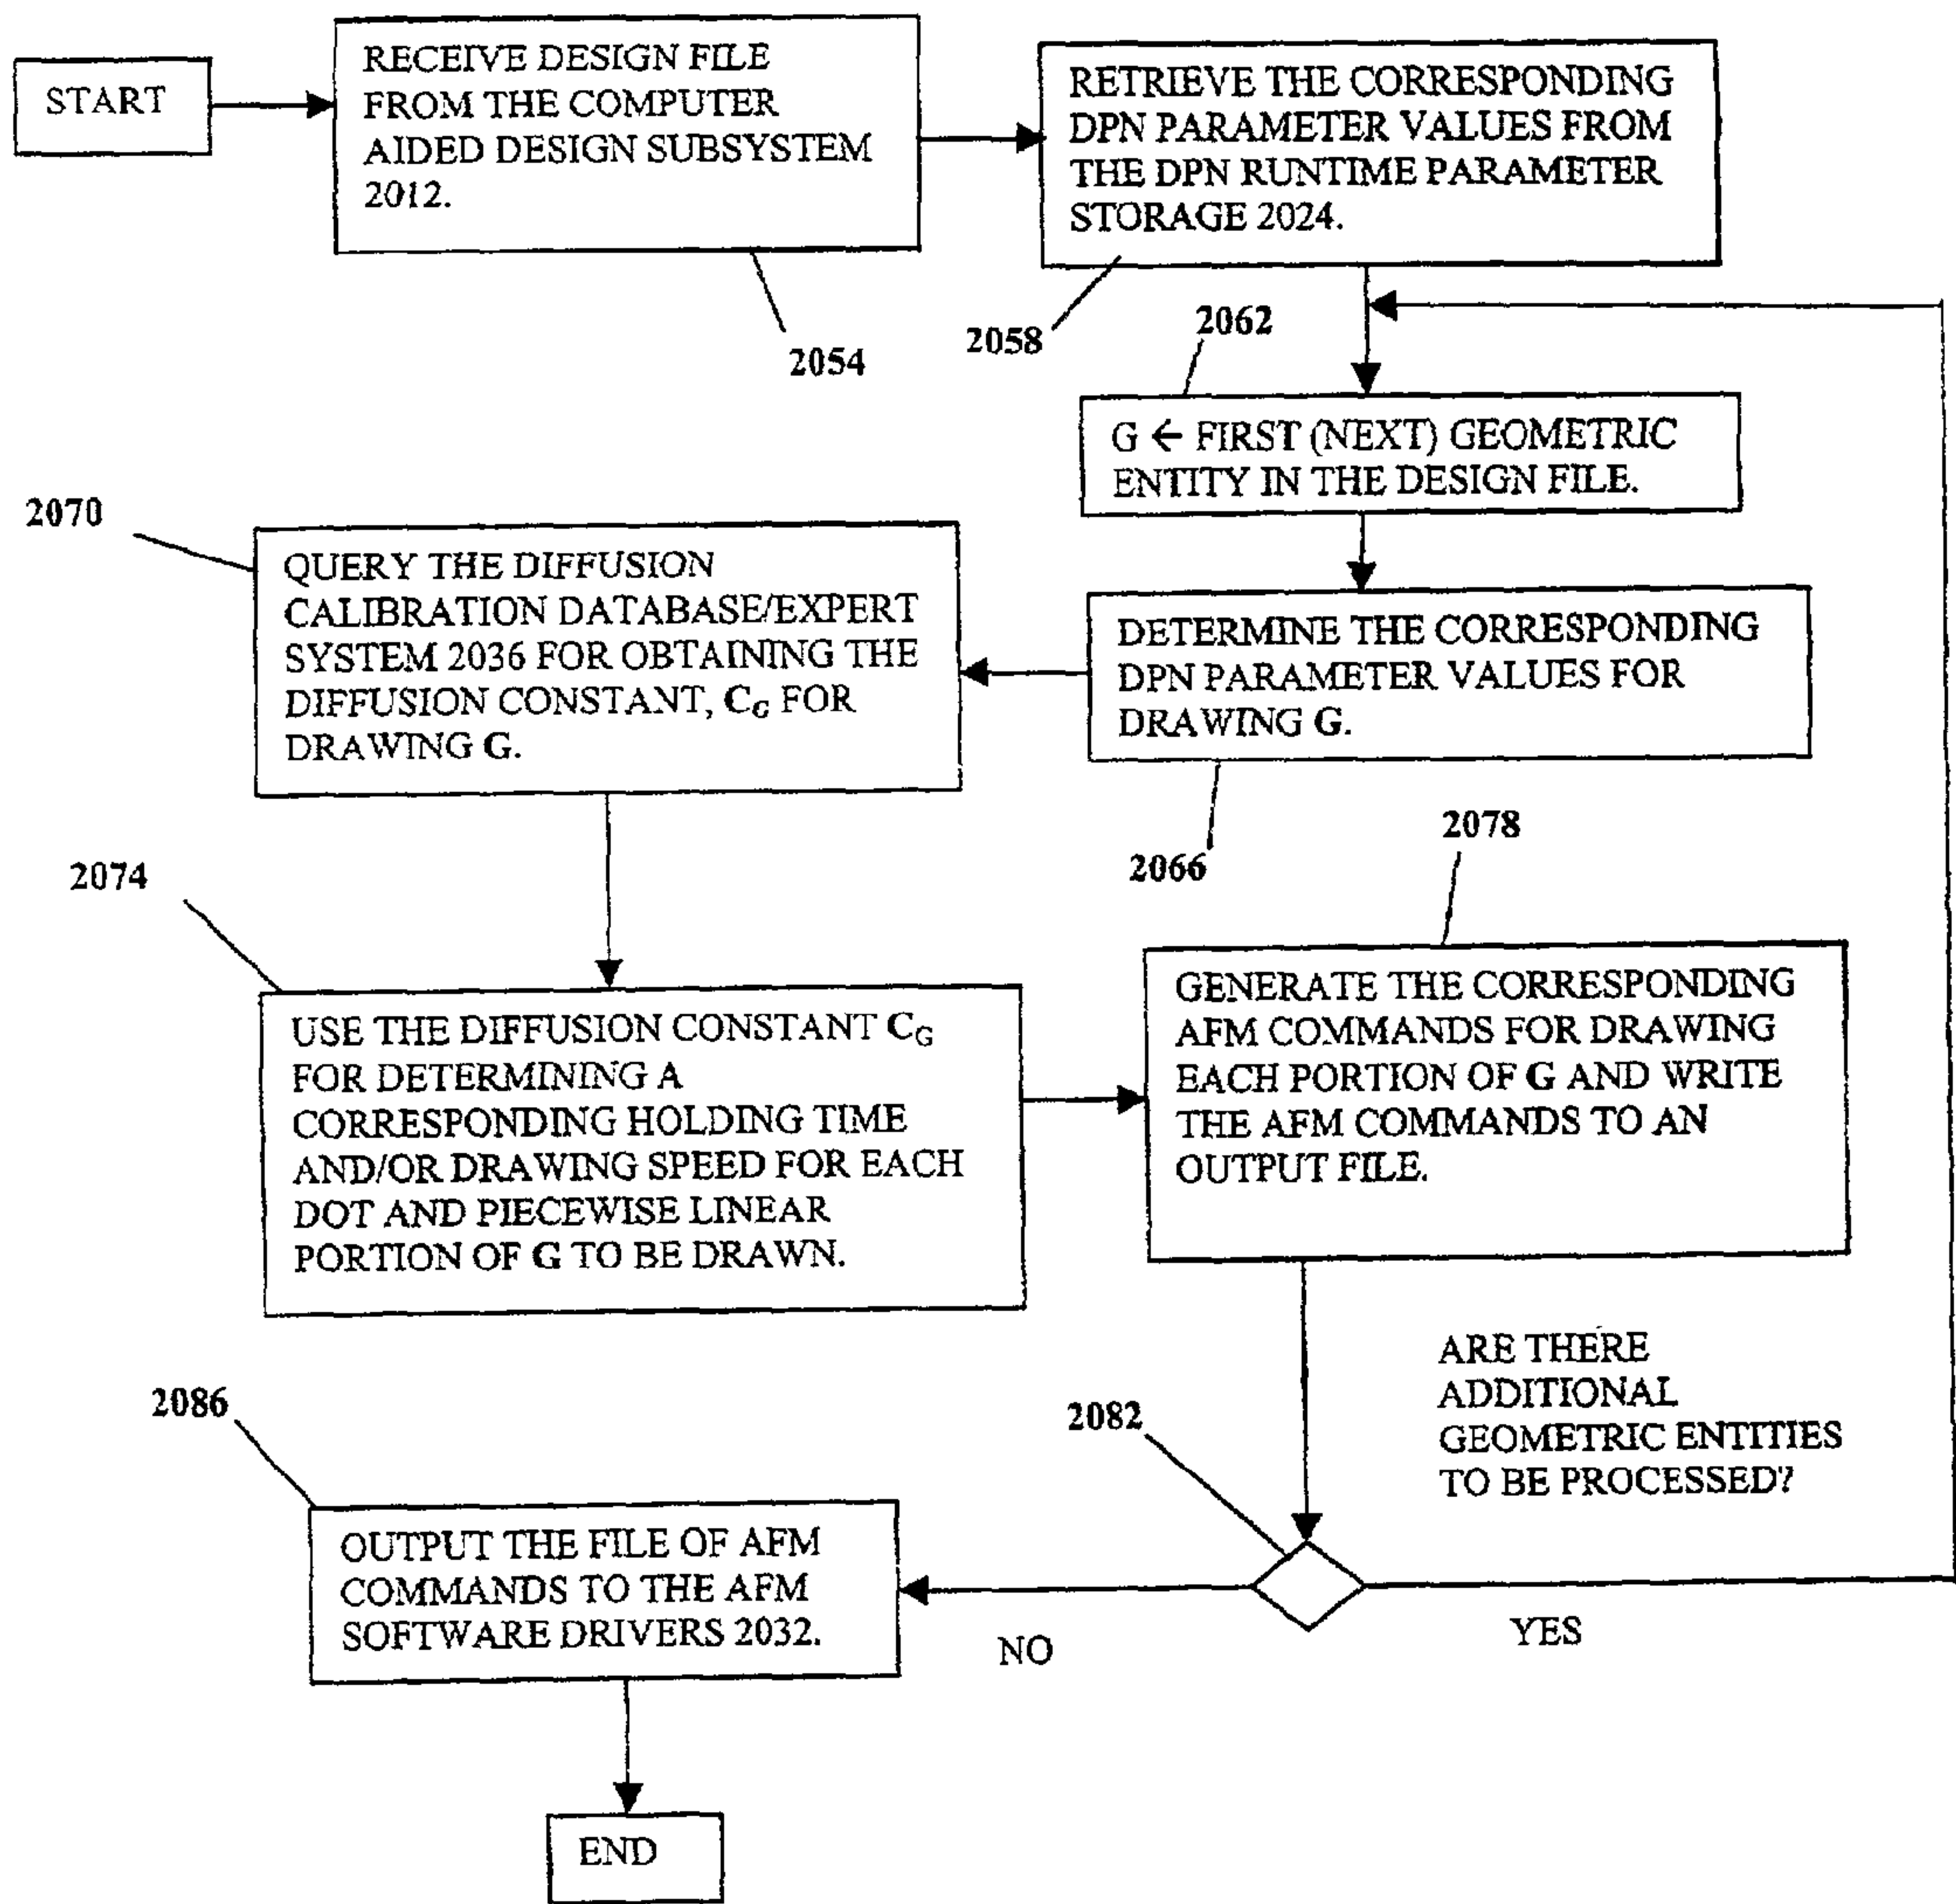 START
RECEIVE DESIGN FILE
FROM THE COMPUTER
AIDED DESIGN SUBSYSTEM
2012.
2054
RETRIEVE THE CORRESPONDING
DPN PARAMETER VALUES FROM
THE DPN RUNTIME PARAMETER
STORAGE 2024.
2058
2062
G ← FIRST (NEXT) GEOMETRIC
ENTITY IN THE DESIGN FILE.
DETERMINE THE CORRESPONDING
DPN PARAMETER VALUES FOR
DRAWING G.
2066
2070
QUERY THE DIFFUSION
CALIBRATION DATABASE/EXPERT
SYSTEM 2036 FOR OBTAINING THE
DIFFUSION CONSTANT, C_G FOR
DRAWING G.
2074
USE THE DIFFUSION CONSTANT C_G
FOR DETERMINING A
CORRESPONDING HOLDING TIME
AND/OR DRAWING SPEED FOR EACH
DOT AND PIECEWISE LINEAR
PORTION OF G TO BE DRAWN.
2078
GENERATE THE CORRESPONDING
AFM COMMANDS FOR DRAWING
EACH PORTION OF G AND WRITE
THE AFM COMMANDS TO AN
OUTPUT FILE.
ARE THERE
ADDITIONAL
GEOMETRIC ENTITIES
TO BE PROCESSED?
2082
YES
NO
2086
OUTPUT THE FILE OF AFM
COMMANDS TO THE AFM
SOFTWARE DRIVERS 2032.
END